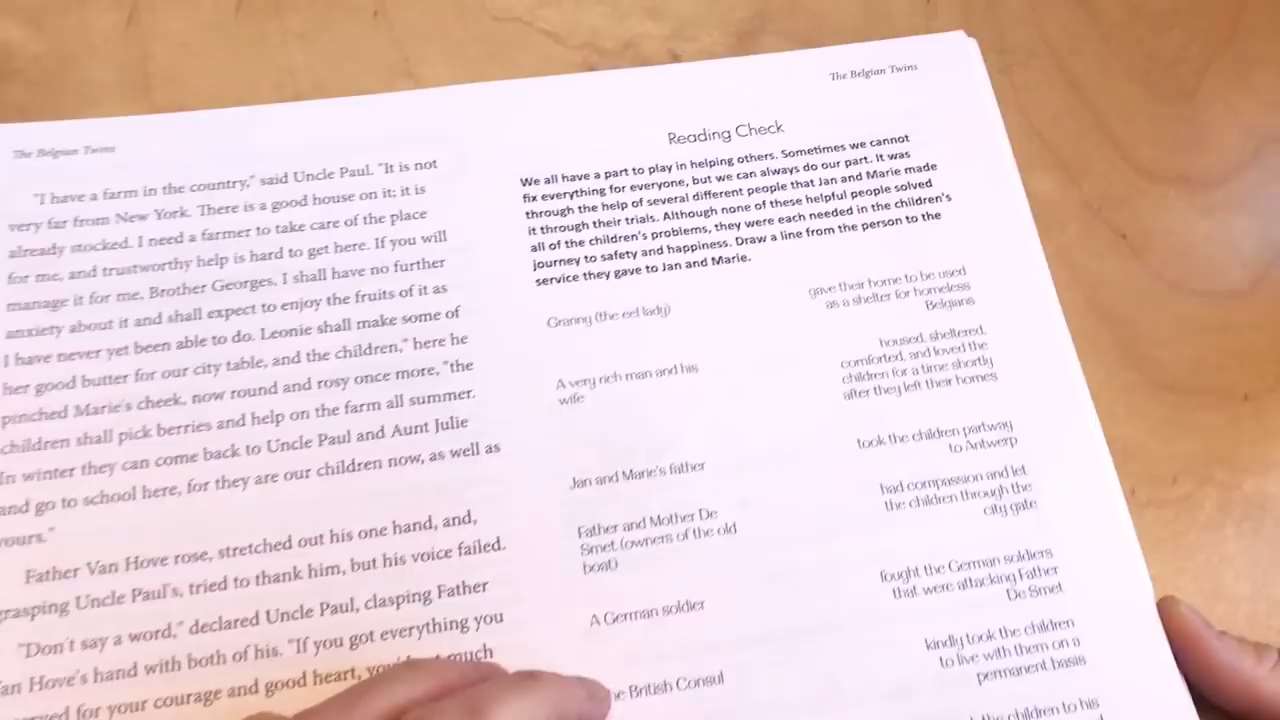 The Belgian Twins
"I have a farm in the country," said Uncle Paul. "It is not
very far from New York. There is a good house on it; it is
already stocked. I need a farmer to take care of the place
for me, and trustworthy help is hard to get here. If you will
manage it for me, Brother Georges, I shall have no further
anxiety about it and shall expect to enjoy the fruits of it as
I have never yet been able to do. Leonie shall make some of
her good butter for our city table, and the children," here he
pinched Marie's cheek, now round and rosy once more, "the
children shall pick berries and help on the farm all summer.
In winter they can come back to Uncle Paul and Aunt Julie
and go to school here, for they are our children now, as well as
yours."
Father Van Hove rose, stretched out his one hand, and,
grasping Uncle Paul's, tried to thank him, but his voice failed.
"Don't say a word," declared Uncle Paul, clasping Father
Van Hove's hand with both of his. "If you got everything you
for your courage and good heart, much
The Belgian Twins
Reading Check
We all have a part to play in helping others. Sometimes we cannot
fix everything for everyone, but we can always do our part. It was
through the help of several different people that Jan and Marie made
it through their trials. Although none of these helpful people solved
all of the children's problems, they were each needed in the children's
journey to safety and happiness. Draw a line from the person to the
service they gave to Jan and Marie.
Granny (the eel lady)
A very rich man and his
wife
Jan and Marie's father
Father and Mother De
Smet (owners of the old
boat)
A German soldier
British Consul
gave their home to be used
as a shelter for homeless
Belgians
housed, sheltered,
comforted, and loved the
children for a time shortly
after they left their homes
took the children partway
to Antwerp
had compassion and let
the children through the
city gate
fought the German soldiers
that were attacking Father
De Smet
kindly took the children
to live with them on a
permanent basis
the children to his